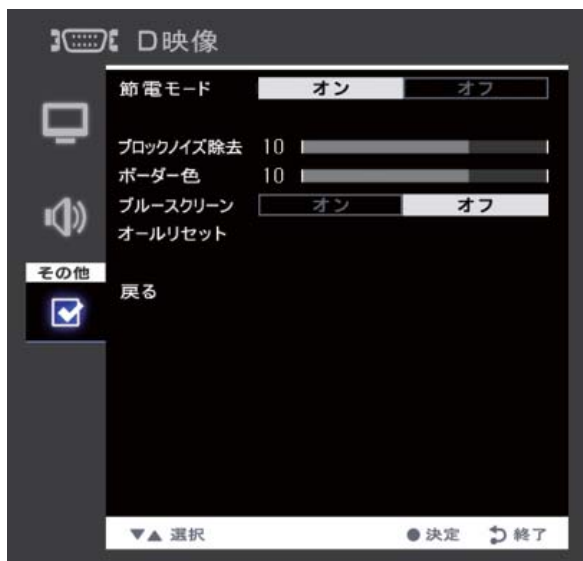 D映像
節電モード オン オフ
ブロックノイズ除去 10
ボーダー色 10
ブルースクリーン オン オフ
オールリセット
その他
戻る
▼▲ 選択 ●決定 終了